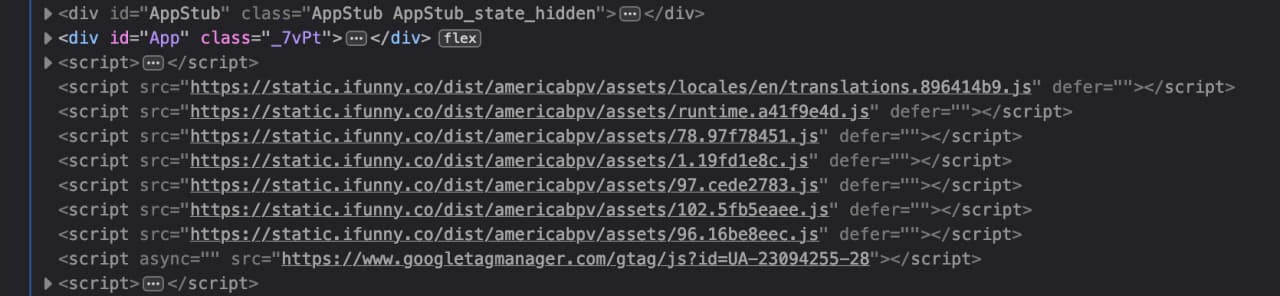 <div id="AppStub" class="AppStub AppStub_state_hidden">…</div>
<div id="App" class="_7vPt">…</div> flex
<script>…</script>
<script src="https://static.ifunny.co/dist/americabpv/assets/locales/en/translations.896414b9.js" defer=""></script>
<script src="https://static.ifunny.co/dist/americabpv/assets/runtime.a41f9e4d.js" defer=""></script>
<script src="https://static.ifunny.co/dist/americabpv/assets/78.97f78451.js" defer=""></script>
<script src="https://static.ifunny.co/dist/americabpv/assets/1.19fd1e8c.js" defer=""></script>
<script src="https://static.ifunny.co/dist/americabpv/assets/97.cede2783.js" defer=""></script>
<script src="https://static.ifunny.co/dist/americabpv/assets/102.5fb5eaee.js" defer=""></script>
<script src="https://static.ifunny.co/dist/americabpv/assets/96.16be8eec.js" defer=""></script>
<script async="" src="https://www.googletagmanager.com/gtag/js?id=UA-23094255-28"></script>
<script>…</script>